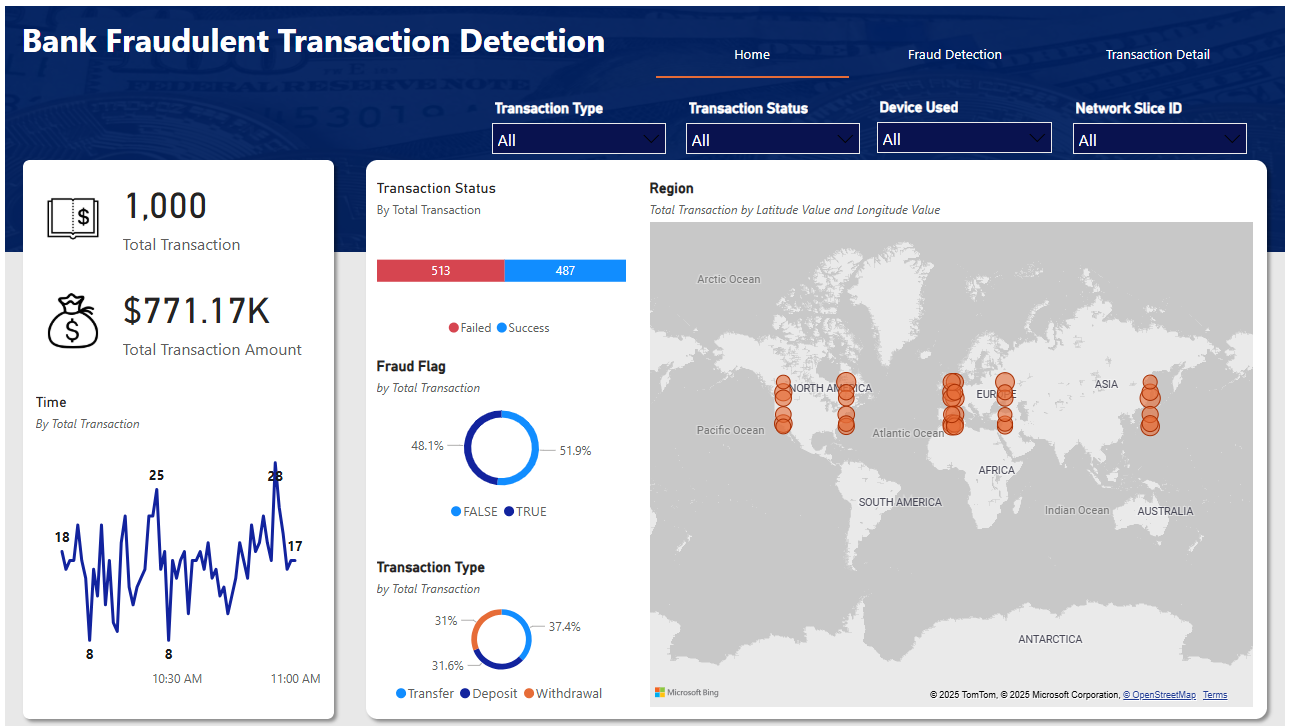 Bank Fraudulent Transaction Detection
Home
Fraud Detection
Transaction Detail
Transaction Type
Transaction Status
Device Used
Network Slice ID
All
All
All
All
1,000
Total Transaction
$771.17K
Total Transaction Amount
Time
By Total Transaction
18
25
28
17
8
8
10:30 AM
11:00 AM
Transaction Status
By Total Transaction
513
487
Failed
Success
Fraud Flag
by Total Transaction
48.1%
51.9%
FALSE
TRUE
Transaction Type
by Total Transaction
31%
37.4%
31.6%
Transfer
Deposit
Withdrawal
Region
Total Transaction by Latitude Value and Longitude Value
Arctic Ocean
NORTH AMERICA
EUROPE
ASIA
Pacific Ocean
Atlantic Ocean
AFRICA
SOUTH AMERICA
Indian Ocean
AUSTRALIA
ANTARCTICA
Microsoft Bing
© 2025 TomTom, © 2025 Microsoft Corporation, © OpenStreetMap Terms